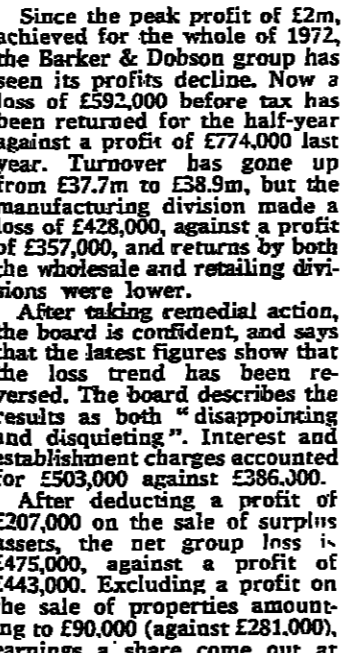 Since the peak profit of £2m,
achieved for the whole of 1972,
the Barker & Dobson group has
seen its profits decline. Now a
loss of £592,000 before tax has
been returned for the half-year
against a profit of £774,000 last
year. Turnover has gone up
from £37.7m to £38.9m, but the
manufacturing division made a
loss of £428,000, against a profit
of £357,000, and returns by both
the wholesale and retailing divi-
sions were lower.
After taking remedial action,
the board is confident, and says
that the latest figures show that
the loss trend has been re-
versed. The board describes the
results as both “disappointing
and disquieting”. Interest and
establishment charges accounted
for £503,000 against £386,000.
After deducting a profit of
£207,000 on the sale of surplus
assets, the net group loss is
£475,000, against a profit of
£443,000. Excluding a profit on
the sale of properties amount-
ing to £90,000 (against £281,000),
earnings a share come out at